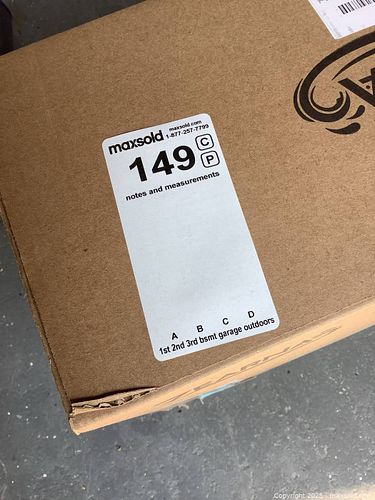 maxsold
maxsold.com
1-877-257-7799
149 C
P
notes and measurements
A B C D
1st 2nd 3rd bsmt garage outdoors
Copyright 2025 - maxsold.com